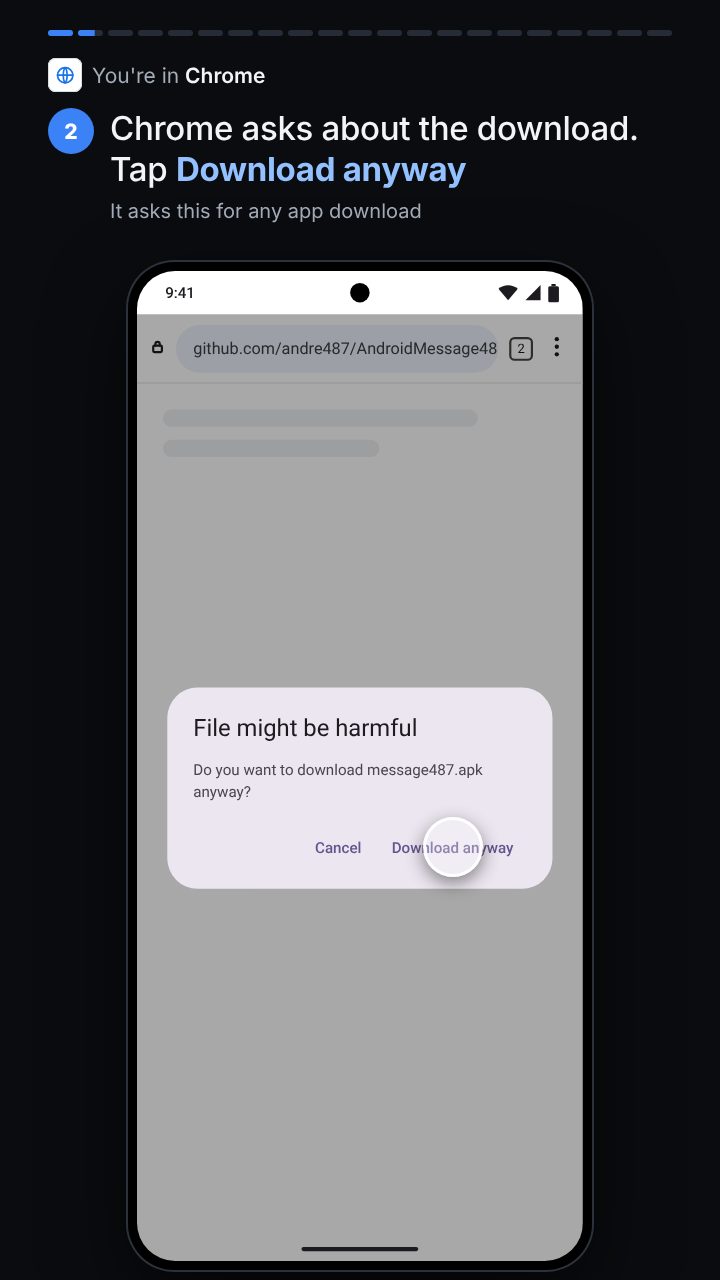 You're in Chrome
2
Chrome asks about the download.
Tap Download anyway
It asks this for any app download
9:41
github.com/andre487/AndroidMessage48
2
File might be harmful
Do you want to download message487.apk
anyway?
Cancel
Download anyway